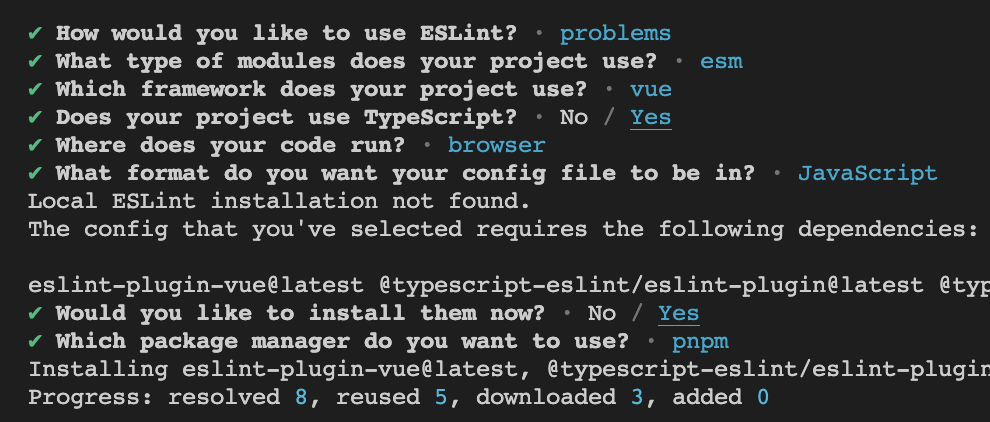 ✔ How would you like to use ESLint? · problems
✔ What type of modules does your project use? · esm
✔ Which framework does your project use? · vue
✔ Does your project use TypeScript? · No / Yes
✔ Where does your code run? · browser
✔ What format do you want your config file to be in? · JavaScript
Local ESLint installation not found.
The config that you've selected requires the following dependencies:
eslint-plugin-vue@latest @typescript-eslint/eslint-plugin@latest @typ
✔ Would you like to install them now? · No / Yes
✔ Which package manager do you want to use? · pnpm
Installing eslint-plugin-vue@latest, @typescript-eslint/eslint-plugin
Progress: resolved 8, reused 5, downloaded 3, added 0